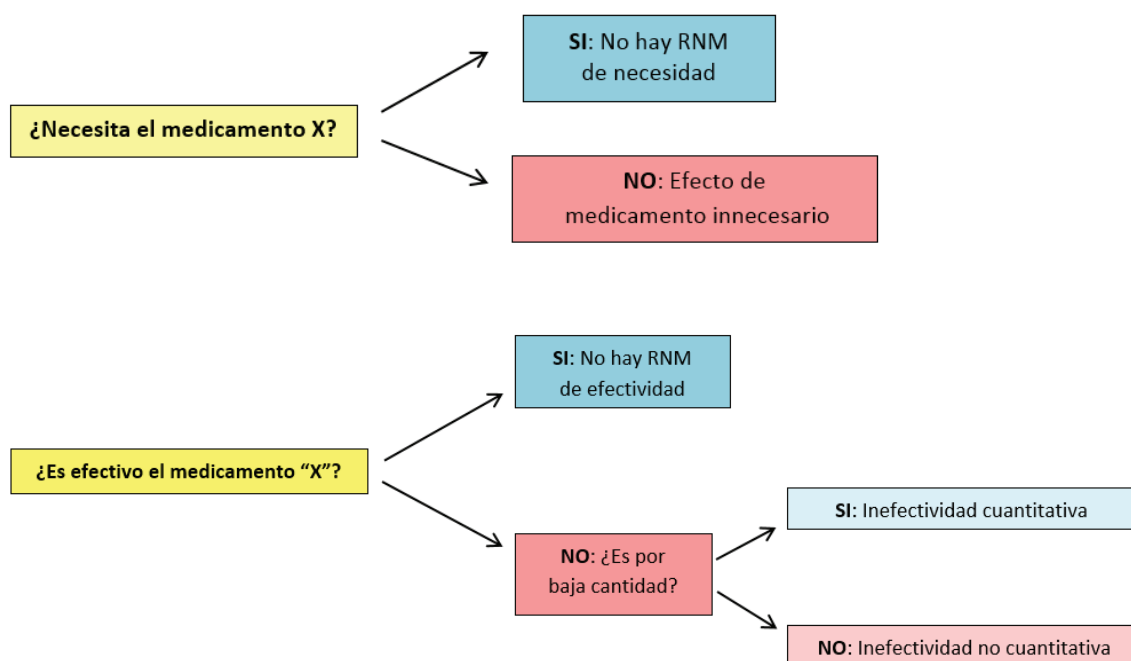 SI: No hay RNM
de necesidad
¿Necesita el medicamento X?
NO: Efecto de
medicamento innecesario
SI: No hay RNM
de efectividad
¿Es efectivo el medicamento “X”?
NO: ¿Es por
baja cantidad?
SI: Inefectividad cuantitativa
NO: Inefectividad no cuantitativa